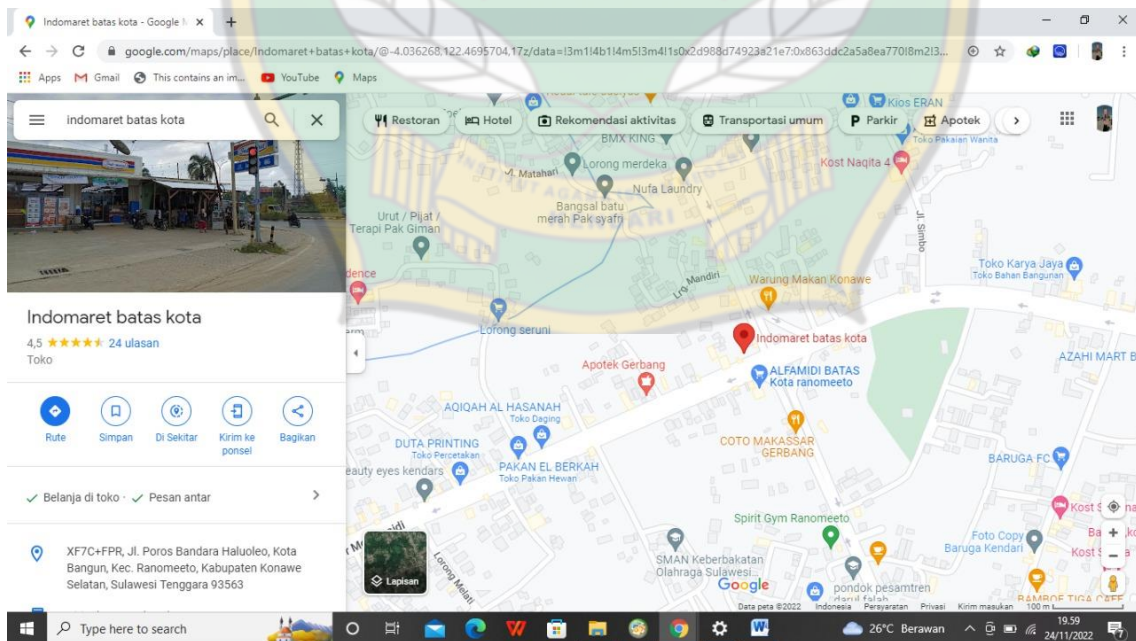 Indomaret batas kota - Google M
google.com/maps/place/Indomaret+batas+kota/@-4.036268,122.4695704,17z/data=!3m1!4b1!4m5!3m4!1s0x2d988d74923a21e7:0x863ddc2a5a8ea770!8m2!3...
Apps Gmail This contains an im... YouTube Maps
indomaret batas kota
Restoran Hotel Rekomendasi aktivitas Transportasi umum Parkir Apotek
Kios ERAN
Toko Pakaian Wanita
BMX KING
Lorong merdeka
Jl. Matahari
Nufa Laundry
Kost Naqita 4
Bangsal batu
merah Pak syafri
KENDARI
Urut / Pijat /
Terapi Pak Giman
Jl. Simbo
Toko Karya Jaya
Toko Bahan Bangunan
dence
Lrg. Mandiri
Warung Makan Konawe
Lorong seruni
Indomaret batas kota
Apotek Gerbang
ALFAMIDI BATAS
Kota ranomeeto
AZAHI MART B
AQIQAH AL HASANAH
Toko Daging
DUTA PRINTING
Toko Percetakan
COTO MAKASSAR
GERBANG
PAKAN EL BERKAH
Toko Pakan Hewan
eauty eyes kendars
BARUGA FC
Spirit Gym Ranomeeto
Kost S
SMAN Keberbakatan
Olahraga Sulawesi...
Foto Copy
Baruga Kendari
Kost S
Lorong Melati
pondok pesamtren
darul falah
BAMBOE TIGA CAFE
Lapisan
Google
Data peta ©2022 Indonesia Persyaratan Privasi Kirim masukan 100 m
Indomaret batas kota
4,5 24 ulasan
Toko
Rute Simpan Di Sekitar Kirim ke
ponsel Bagikan
Belanja di toko · Pesan antar
XF7C+FPR, Jl. Poros Bandara Haluoleo, Kota
Bangun, Kec. Ranomeeto, Kabupaten Konawe
Selatan, Sulawesi Tenggara 93563
Type here to search
26°C Berawan
19.59
24/11/2022